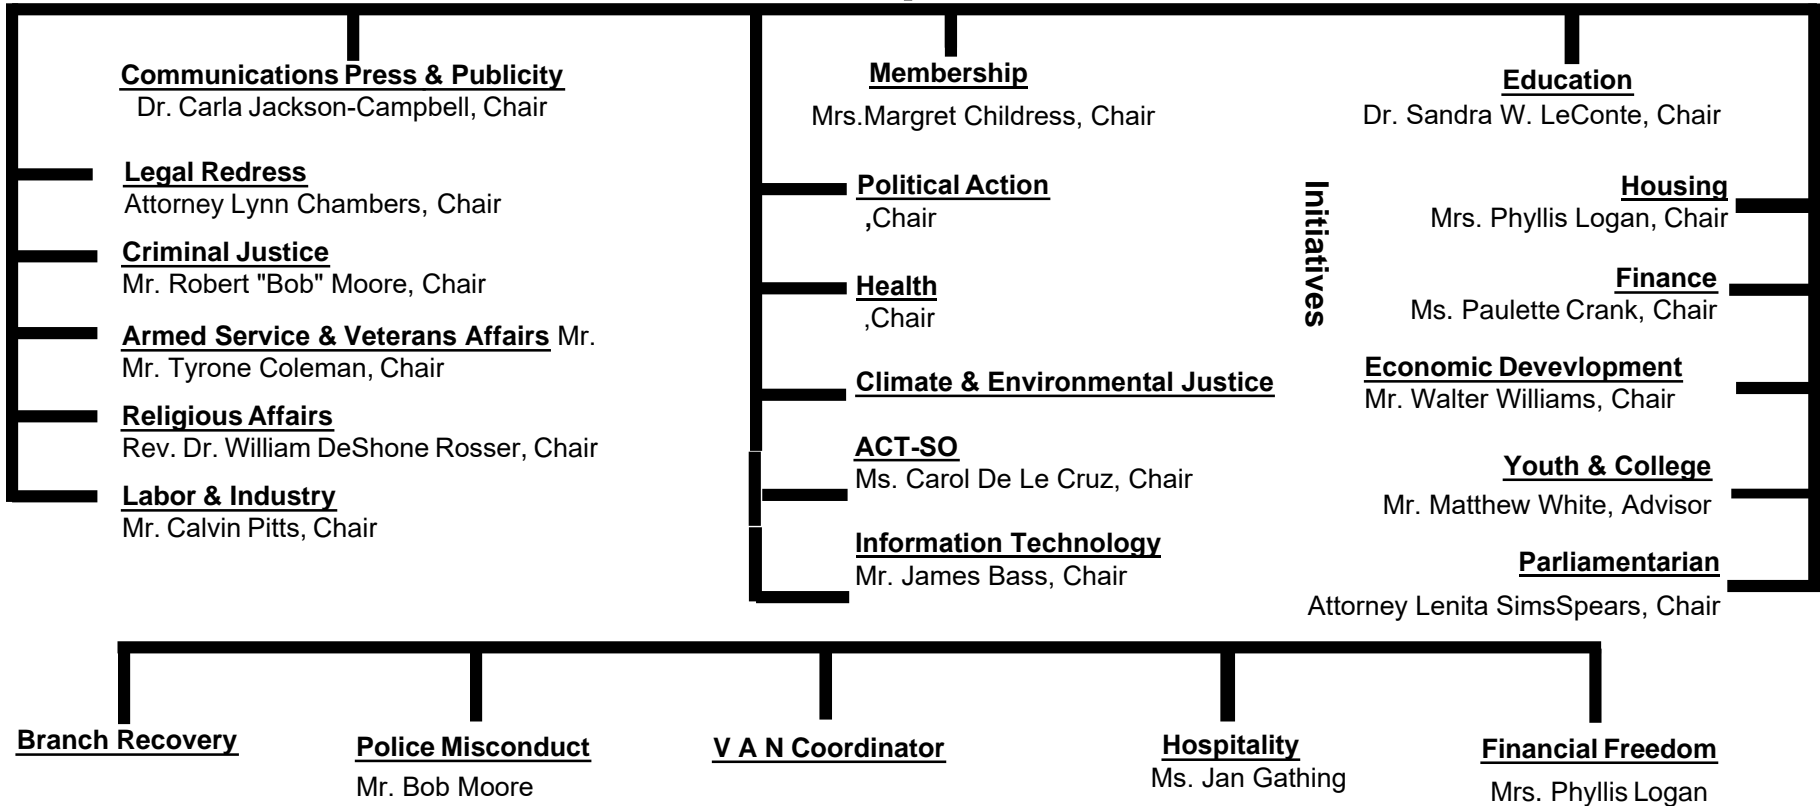 Communications Press & Publicity
Dr. Carla Jackson-Campbell, Chair
Legal Redress
Attorney Lynn Chambers, Chair
Criminal Justice
Mr. Robert "Bob" Moore, Chair
Armed Service & Veterans Affairs Mr.
Mr. Tyrone Coleman, Chair
Religious Affairs
Rev. Dr. William DeShone Rosser, Chair
Labor & Industry
Mr. Calvin Pitts, Chair
Membership
Mrs.Margret Childress, Chair
Political Action
,Chair
Health
,Chair
Climate & Environmental Justice
ACT-SO
Ms. Carol De Le Cruz, Chair
Information Technology
Mr. James Bass, Chair
Initiatives
Education
Dr. Sandra W. LeConte, Chair
Housing
Mrs. Phyllis Logan, Chair
Finance
Ms. Paulette Crank, Chair
Economic Devevlopment
Mr. Walter Williams, Chair
Youth & College
Mr. Matthew White, Advisor
Parliamentarian
Attorney Lenita SimsSpears, Chair
Branch Recovery
Police Misconduct
Mr. Bob Moore
V A N Coordinator
Hospitality
Ms. Jan Gathing
Financial Freedom
Mrs. Phyllis Logan